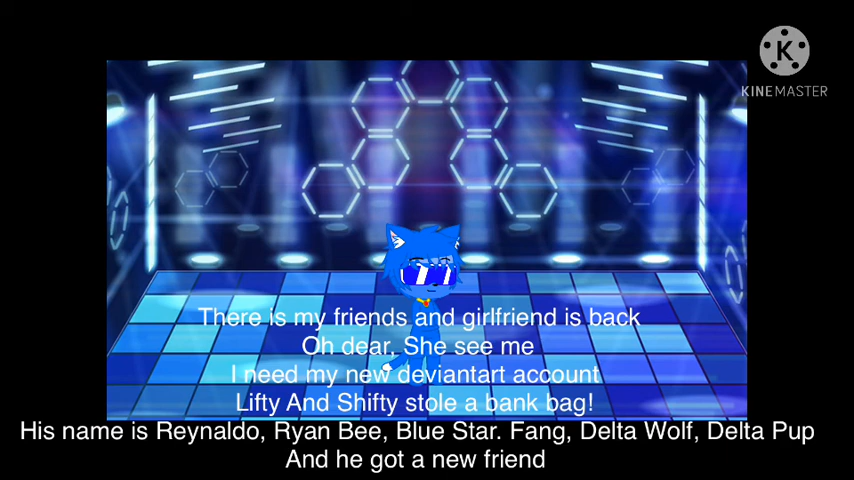 K
KINEMASTER
There is my friends and girlfriend is back
Oh dear, She see me
I need my new deviantart account
Lifty And Shifty stole a bank bag!
His name is Reynaldo, Ryan Bee, Blue Star. Fang, Delta Wolf, Delta Pup
And he got a new friend